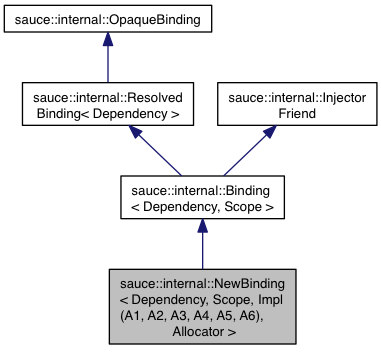 sauce::internal::OpaqueBinding
sauce::internal::Resolved
Binding< Dependency >
sauce::internal::Injector
Friend
sauce::internal::Binding
< Dependency, Scope >
sauce::internal::NewBinding
< Dependency, Scope, Impl
(A1, A2, A3, A4, A5, A6),
Allocator >